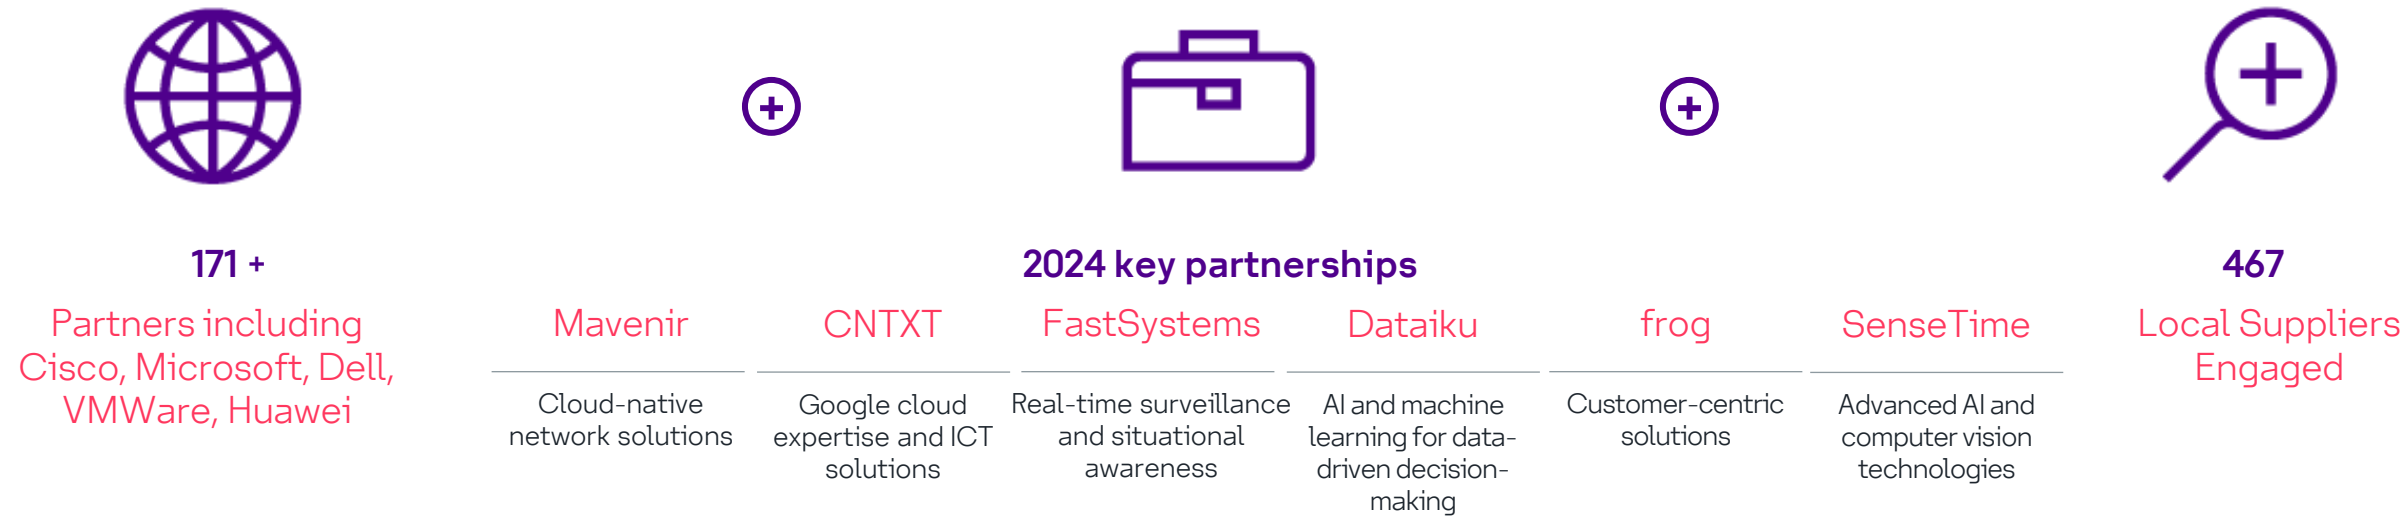 171 +
Partners including
Cisco, Microsoft, Dell,
VMWare, Huawei
2024 key partnerships
Mavenir
Cloud-native
network solutions
CNTXT
Google cloud
expertise and ICT
solutions
FastSystems
Real-time surveillance
and situational
awareness
Dataiku
AI and machine
learning for data-
driven decision-
making
frog
Customer-centric
solutions
SenseTime
Advanced AI and
computer vision
technologies
467
Local Suppliers
Engaged